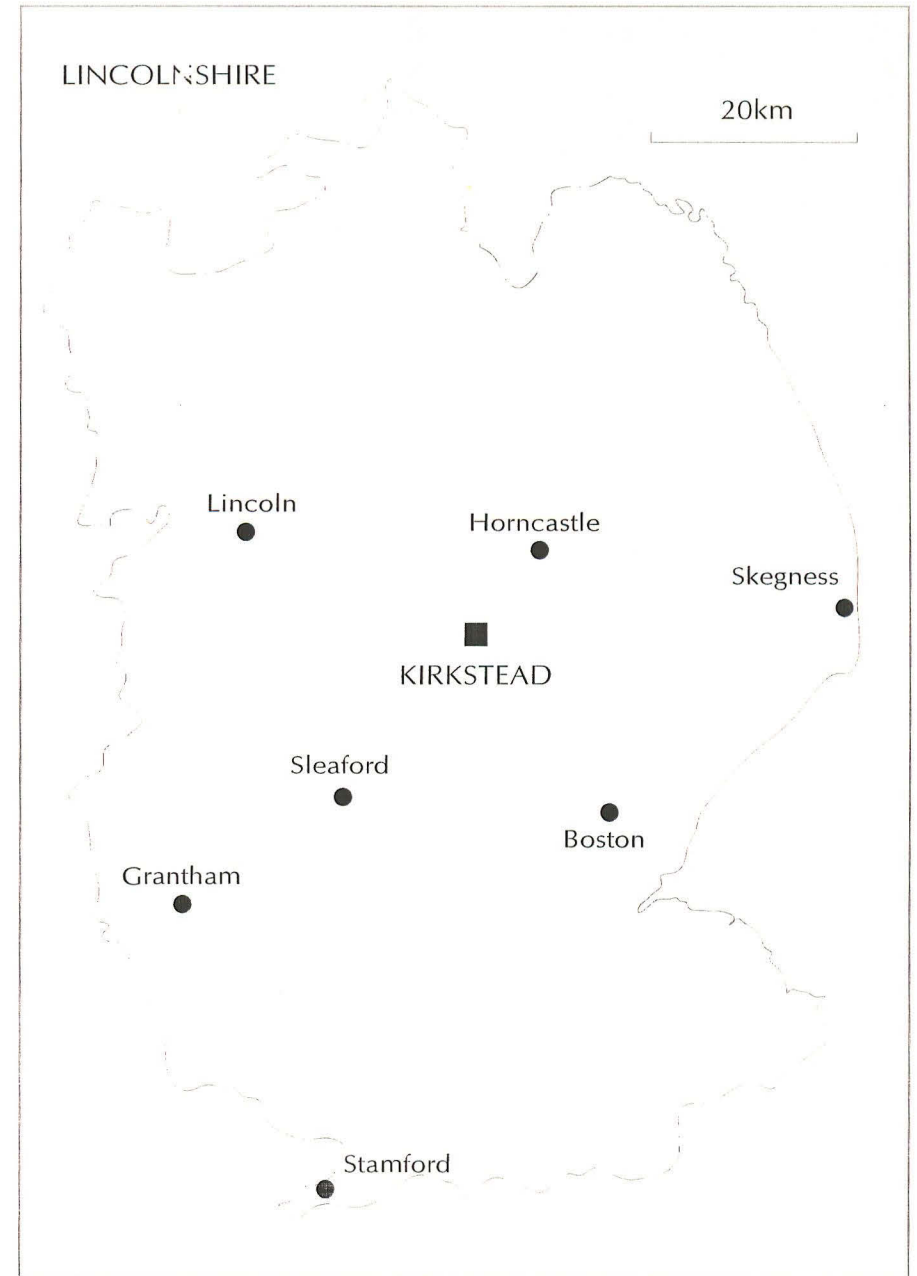 LINCOLNSHIRE
20km
Lincoln
Horncastle
Skegness
KIRKSTEAD
Sleaford
Boston
Grantham
Stamford